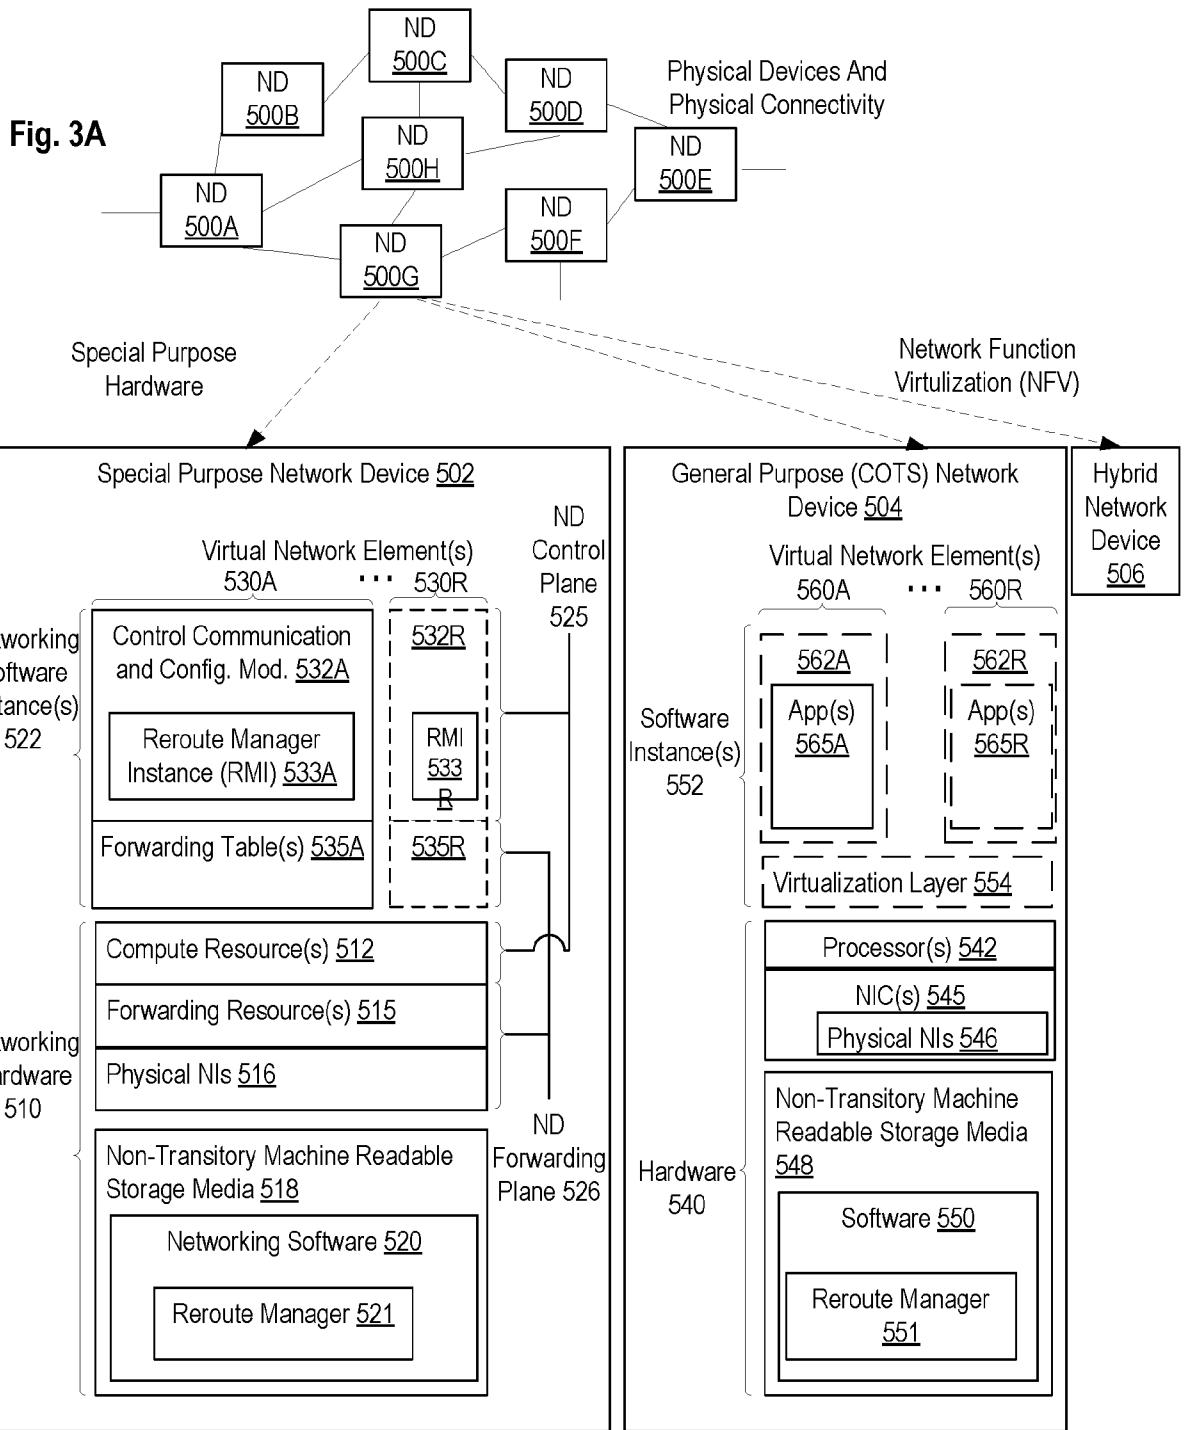 ND
500C
ND
500B
ND
500D
Physical Devices And
Physical Connectivity
Fig. 3A
ND
500H
ND
500E
ND
500A
ND
500F
ND
500G
Special Purpose
Hardware
Network Function
Virtulization (NFV)
Special Purpose Network Device 502
ND
Control
Plane
525
Virtual Network Element(s)
530A
...
530R
Control Communication
and Config. Mod. 532A
532R
Reroute Manager
Instance (RMI) 533A
RMI
533
R
522
Forwarding Table(s) 535A
535R
Compute Resource(s) 512
Forwarding Resource(s) 515
Physical NIs 516
510
ND
Forwarding
Plane 526
Non-Transitory Machine Readable
Storage Media 518
Networking Software 520
Reroute Manager 521
General Purpose (COTS) Network
Device 504
Virtual Network Element(s)
560A
...
560R
562A
562R
App(s)
565A
App(s)
565R
Software
Instance(s)
552
Virtualization Layer 554
Processor(s) 542
NIC(s) 545
Physical NIs 546
Hardware
540
Non-Transitory Machine
Readable Storage Media
548
Software 550
Reroute Manager
551
Hybrid
Network
Device
506